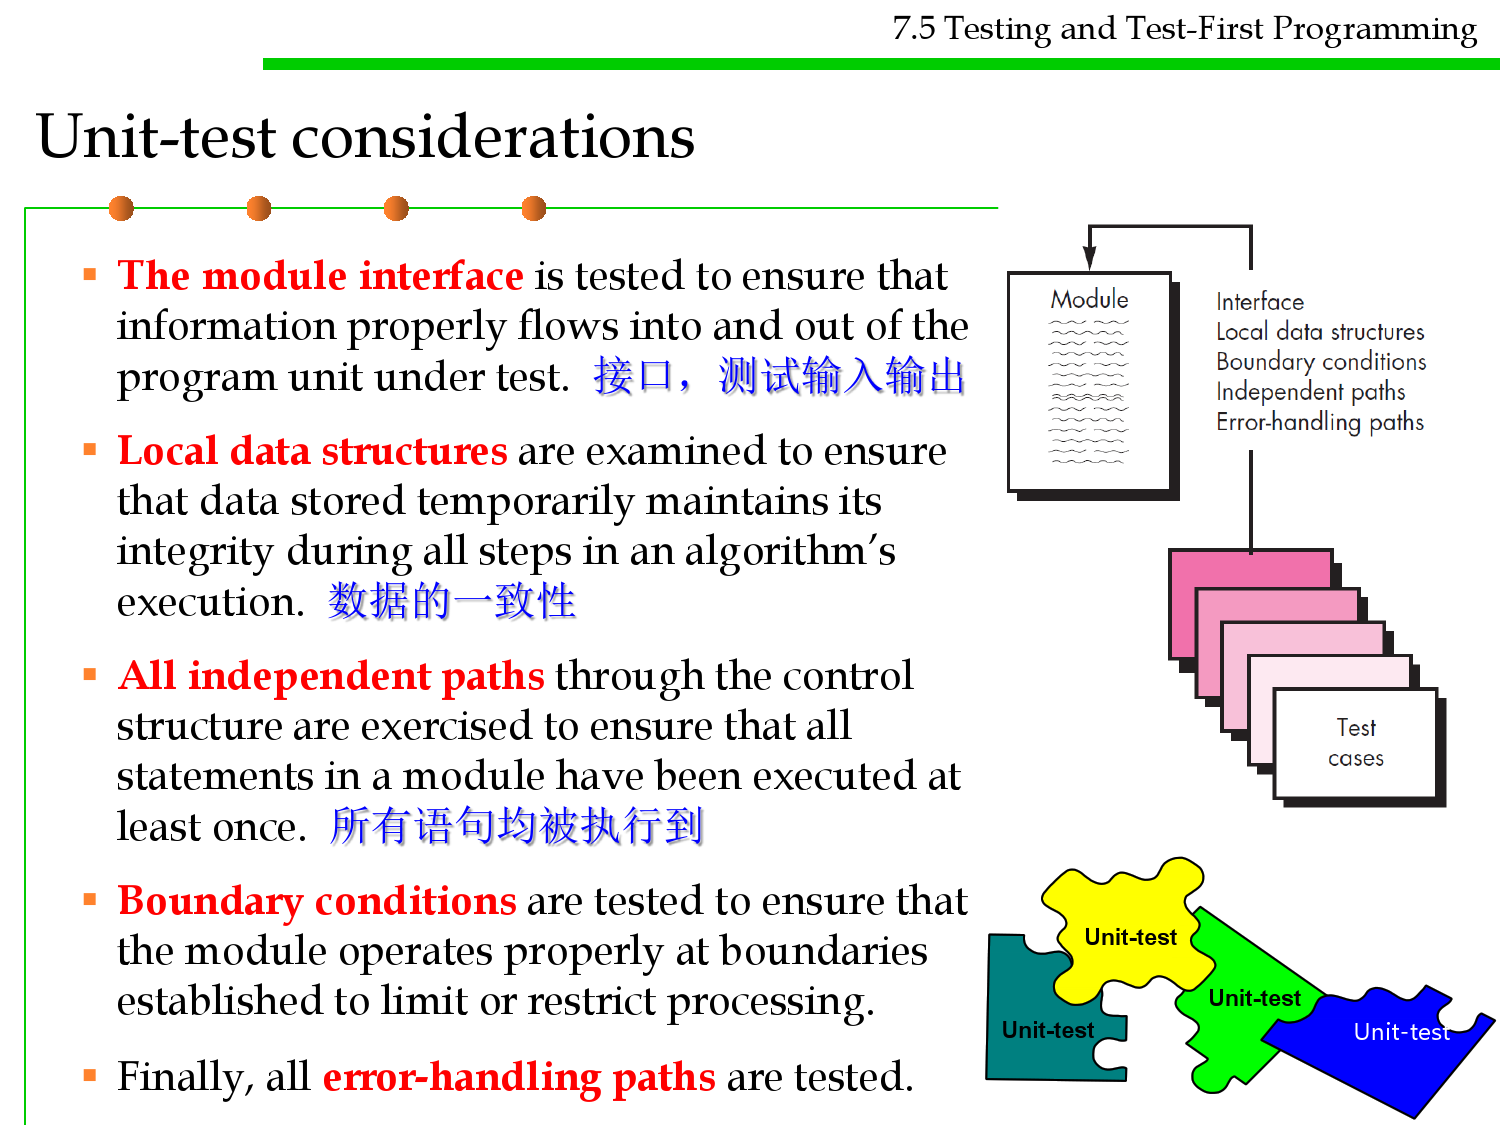 7.5 Testing and Test-First Programming
Unit-test considerations
▪ The module interface is tested to ensure that
information properly flows into and out of the
program unit under test. 接口，测试输入输出
▪ Local data structures are examined to ensure
that data stored temporarily maintains its
integrity during all steps in an algorithm’s
execution. 数据的一致性
▪ All independent paths through the control
structure are exercised to ensure that all
statements in a module have been executed at
least once. 所有语句均被执行到
▪ Boundary conditions are tested to ensure that
the module operates properly at boundaries
established to limit or restrict processing.
▪ Finally, all error-handling paths are tested.
Module
Interface
Local data structures
Boundary conditions
Independent paths
Error-handling paths
Test
cases
Unit-test
Unit-test
Unit-test
Unit-test